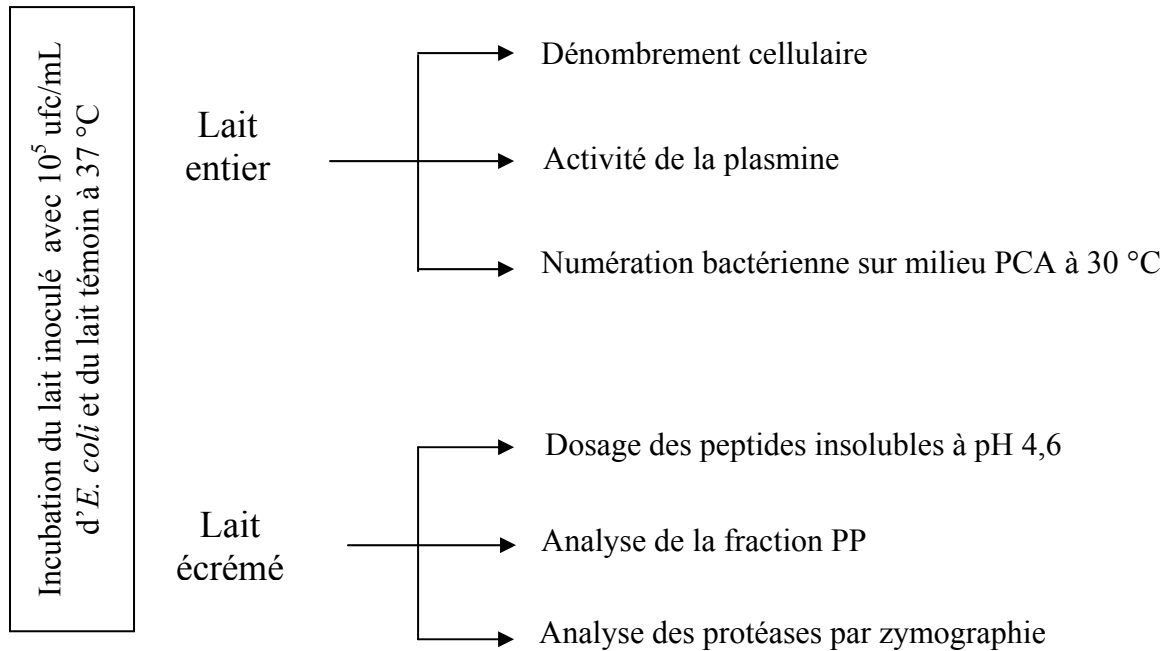 Incubation du lait inoculé avec 10⁵ ufc/mL
d'E. coli et du lait témoin à 37 °C
Lait
entier
Dénombrement cellulaire
Activité de la plasmine
Numération bactérienne sur milieu PCA à 30 °C
Lait
écrémé
Dosage des peptides insolubles à pH 4,6
Analyse de la fraction PP
Analyse des protéases par zymographie